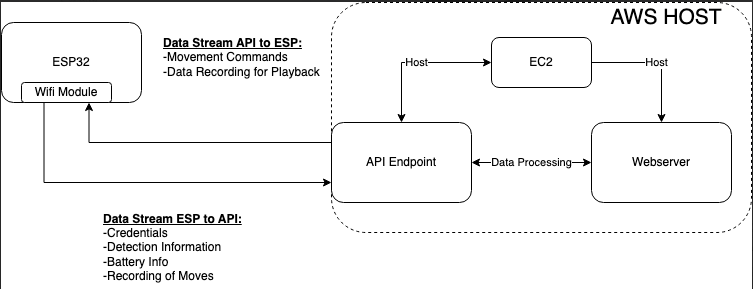 AWS HOST
ESP32
Wifi Module
Data Stream API to ESP:
-Movement Commands
-Data Recording for Playback
Host
EC2
Host
API Endpoint
Data Processing
Webserver
Data Stream ESP to API:
-Credentials
-Detection Information
-Battery Info
-Recording of Moves